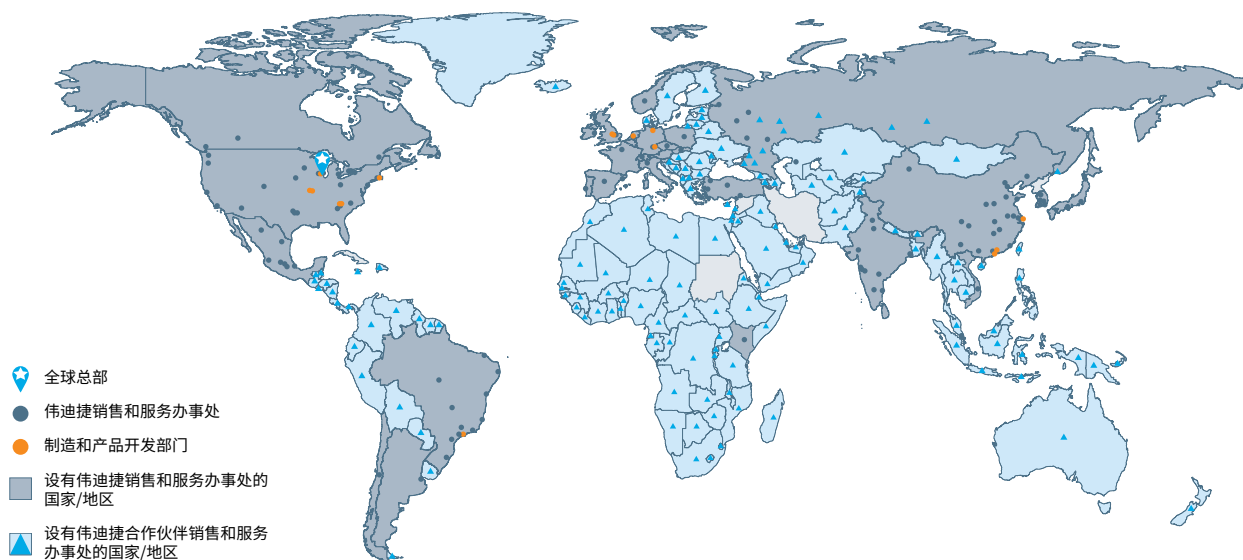 全球总部
伟迪捷销售和服务办事处
制造和产品开发部门
设有伟迪捷销售和服务办事处的
国家/地区
设有伟迪捷合作伙伴销售和服务
办事处的国家/地区